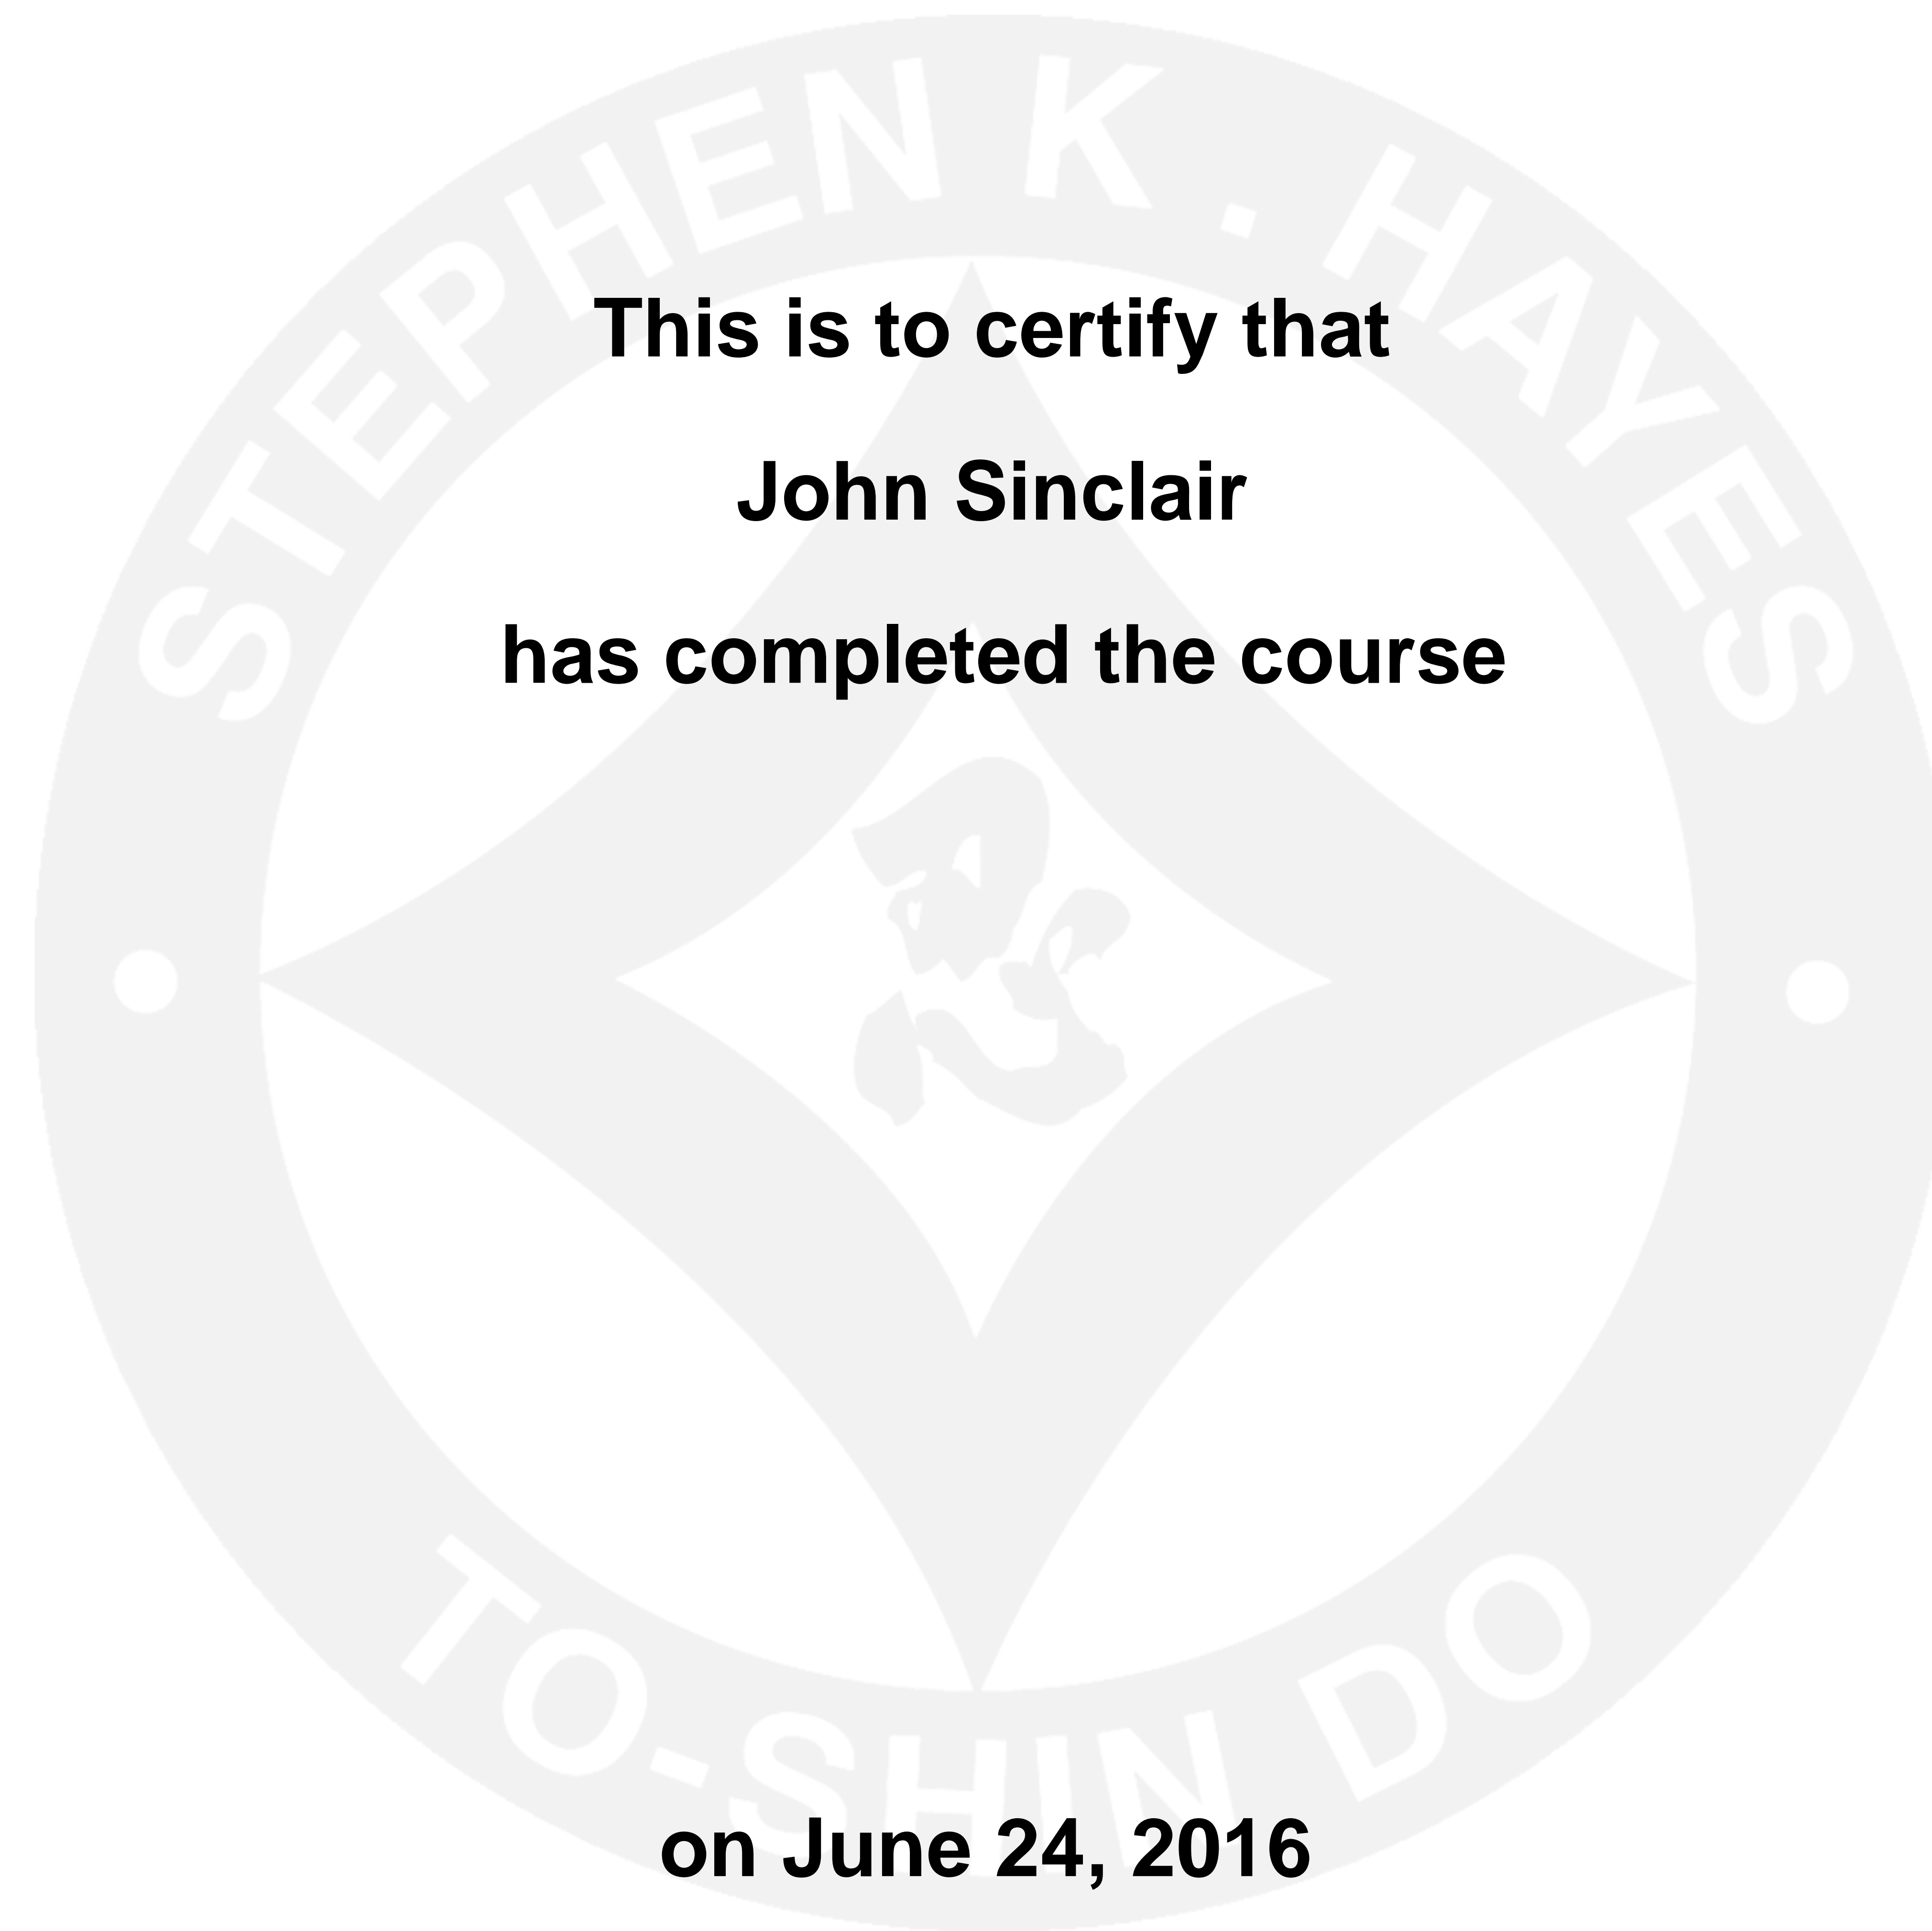 STEPHEN K. HAYES
This is to certify that
John Sinclair
has completed the course
忍
TO-SHIN DO
on June 24, 2016